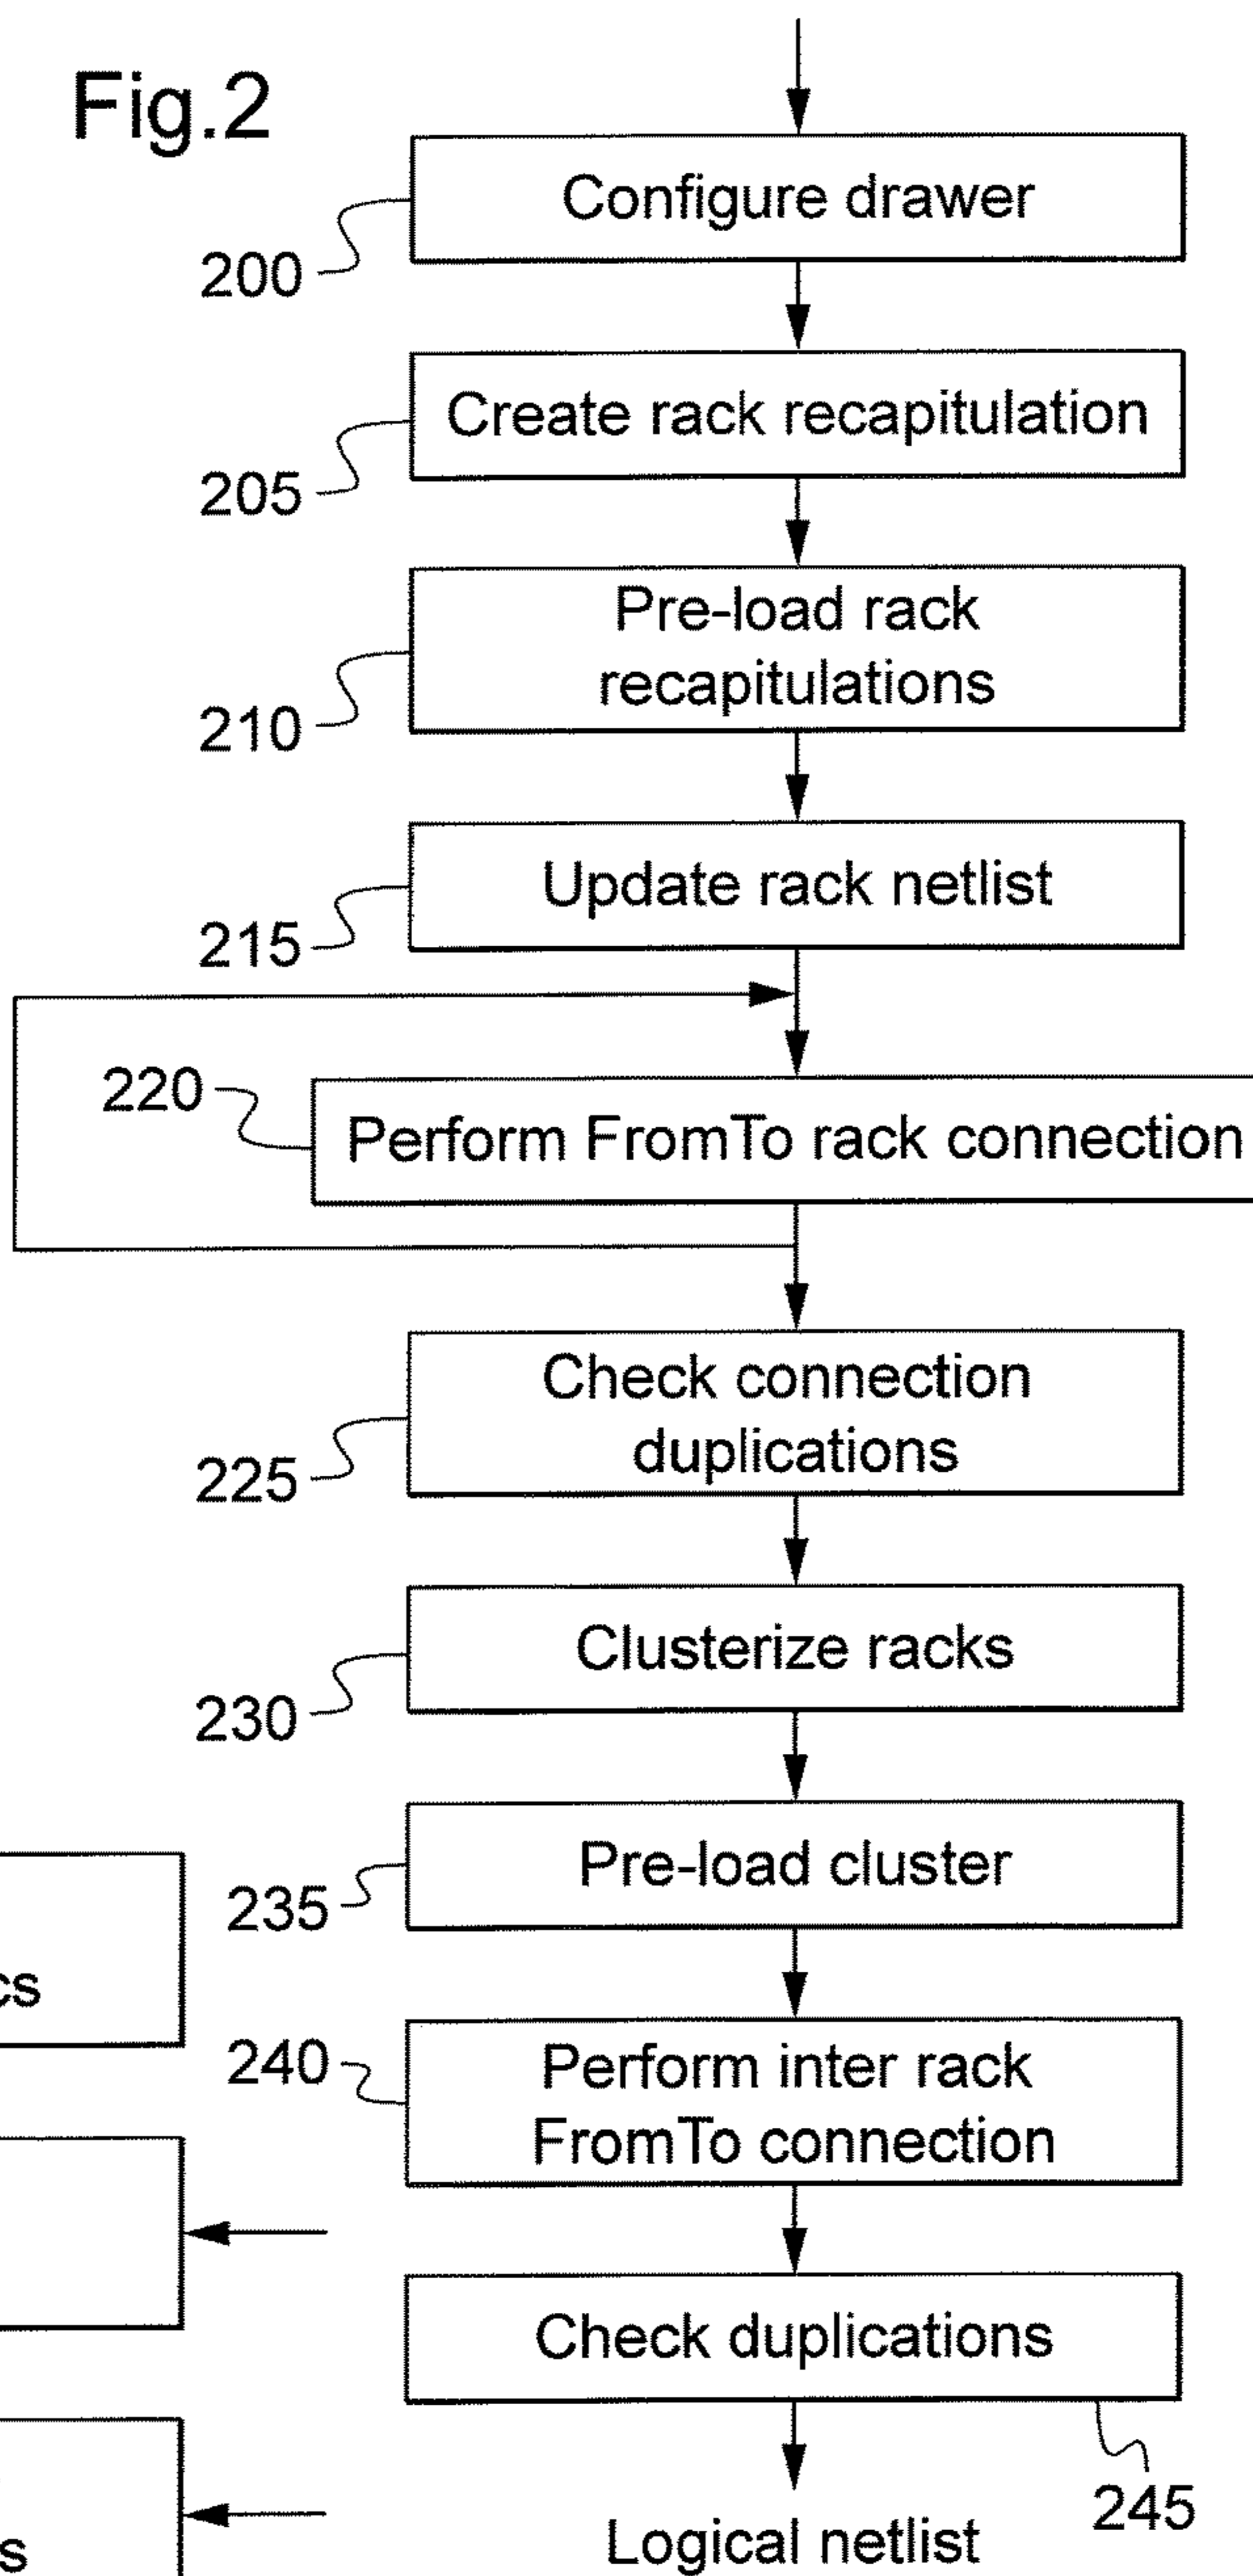 Fig.2
Configure drawer
200
Create rack recapitulation
205
Pre-load rack
recapitulations
210
Update rack netlist
215
220
Perform FromTo rack connection
Check connection
duplications
225
Clusterize racks
230
Pre-load cluster
235
cs
240
Perform inter rack
FromTo connection
Check duplications
245
Logical netlist
s